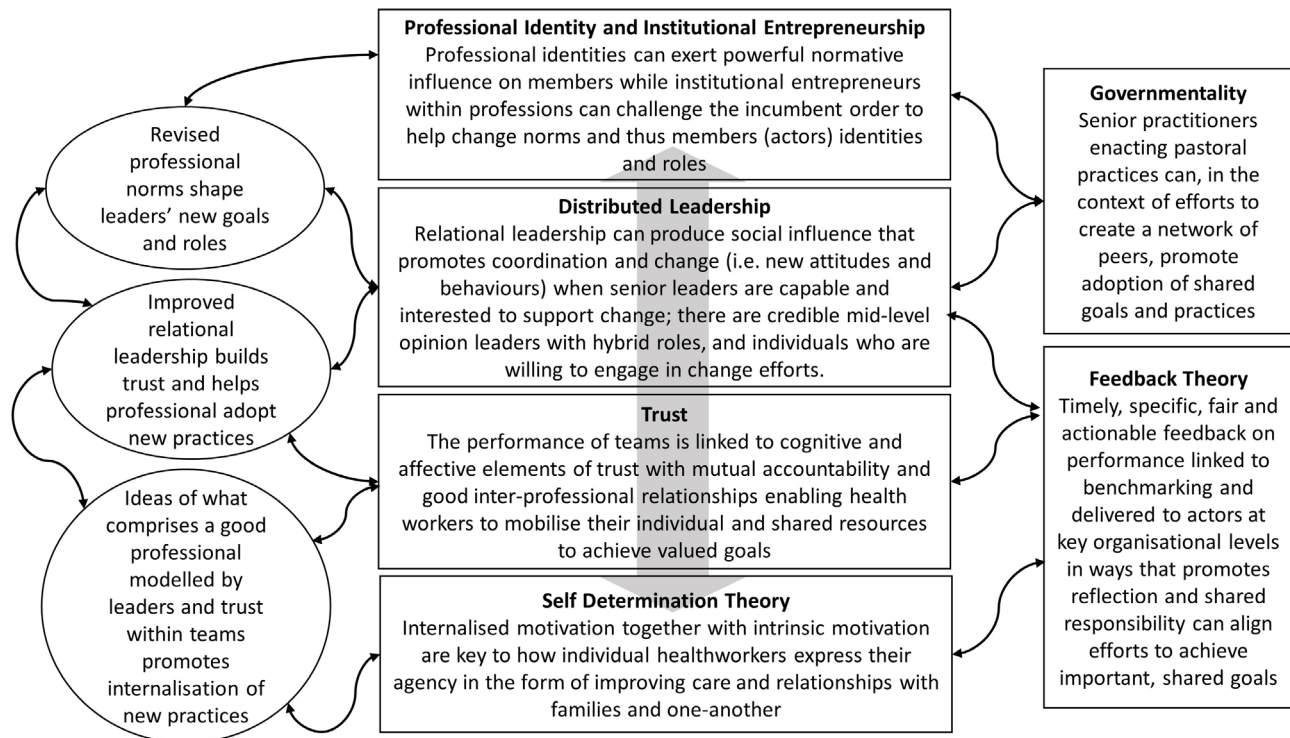 Professional Identity and Institutional Entrepreneurship
Professional identities can exert powerful normative
influence on members while institutional entrepreneurs
within professions can challenge the incumbent order to
help change norms and thus members (actors) identities
and roles
Revised
professional
norms shape
leaders’ new goals
and roles
Governmentality
Senior practitioners
enacting pastoral
practices can, in the
context of efforts to
create a network of
peers, promote
adoption of shared
goals and practices
Distributed Leadership
Relational leadership can produce social influence that
promotes coordination and change (i.e. new attitudes and
behaviours) when senior leaders are capable and
interested to support change; there are credible mid-level
opinion leaders with hybrid roles, and individuals who are
willing to engage in change efforts.
Improved
relational
leadership builds
trust and helps
professional adopt
new practices
Feedback Theory
Timely, specific, fair and
actionable feedback on
performance linked to
benchmarking and
delivered to actors at
key organisational levels
in ways that promotes
reflection and shared
responsibility can align
efforts to achieve
important, shared goals
Trust
The performance of teams is linked to cognitive and
affective elements of trust with mutual accountability and
good inter-professional relationships enabling health
workers to mobilise their individual and shared resources
to achieve valued goals
Ideas of what
comprises a good
professional
modelled by
leaders and trust
within teams
promotes
internalisation of
new practices
Self Determination Theory
Internalised motivation together with intrinsic motivation
are key to how individual healthworkers express their
agency in the form of improving care and relationships with
families and one-another